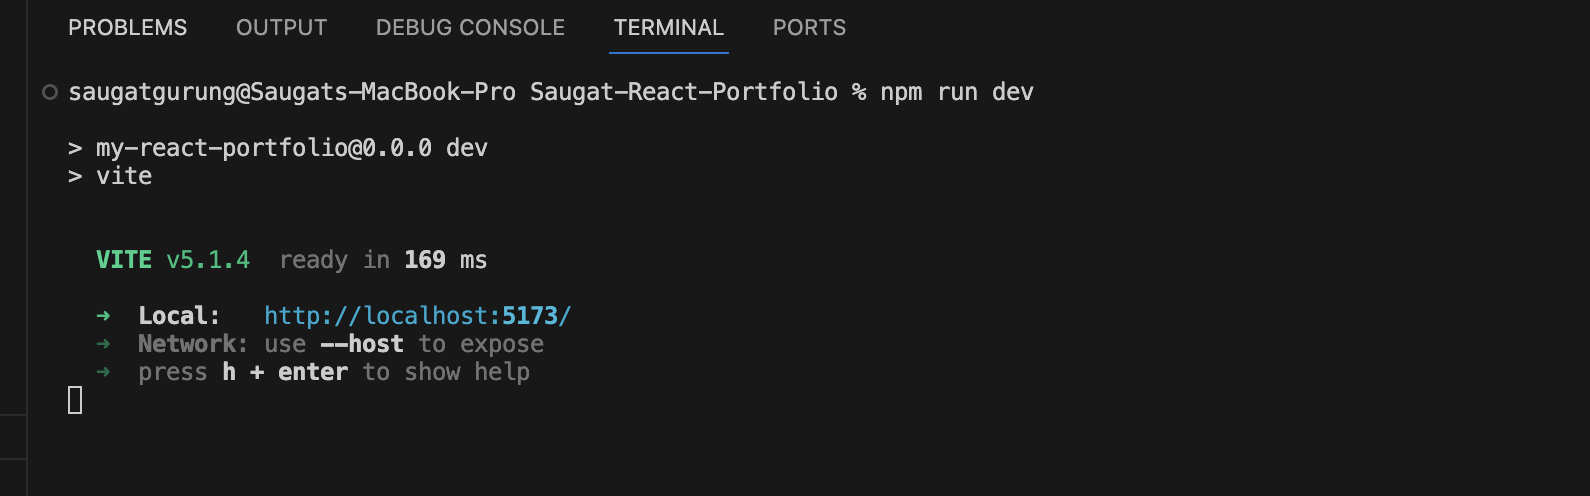 PROBLEMS OUTPUT DEBUG CONSOLE TERMINAL PORTS
saugatgurung@Saugats-MacBook-Pro Saugat-React-Portfolio % npm run dev
> my-react-portfolio@0.0.0 dev
> vite
VITE v5.1.4 ready in 169 ms
➜ Local: http://localhost:5173/
➜ Network: use --host to expose
➜ press h + enter to show help